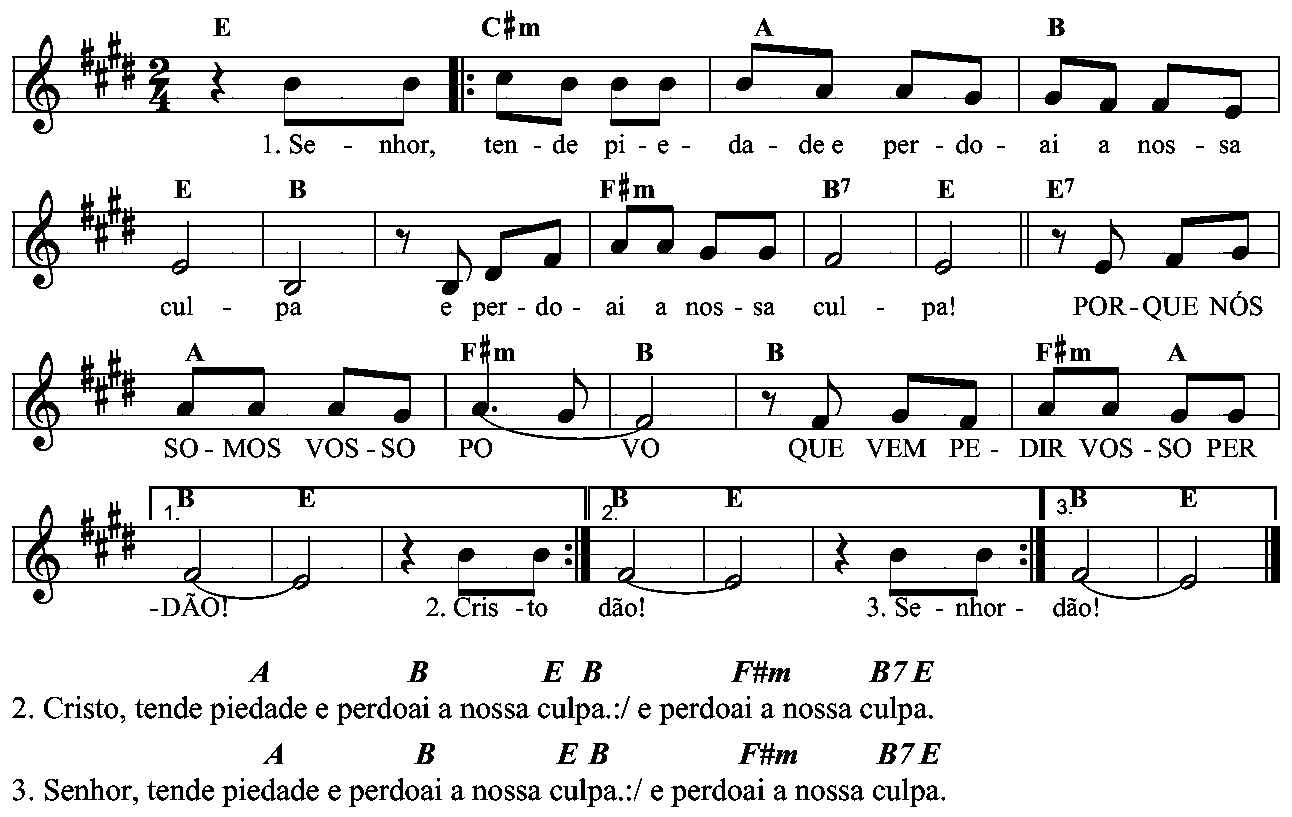 E C♯m A B
2
4
1. Se - nhor, ten - de pi - e - da - de e per - do - ai a nos - sa
E B F♯m B7 E E7
cul - pa e per - do - ai a nos - sa cul - pa! POR - QUE NÓS
A F♯m B B F♯m A
SO - MOS VOS - SO PO VO QUE VEM PE - DIR VOS - SO PER
B E B E B E
1. 2. 3.
-DÃO! 2. Cris -to dão! 3. Se - nhor - dão!
A B E B F#m B7 E
2. Cristo, tende piedade e perdoai a nossa culpa.:/ e perdoai a nossa culpa.
A B E B F#m B7 E
3. Senhor, tende piedade e perdoai a nossa culpa.:/ e perdoai a nossa culpa.